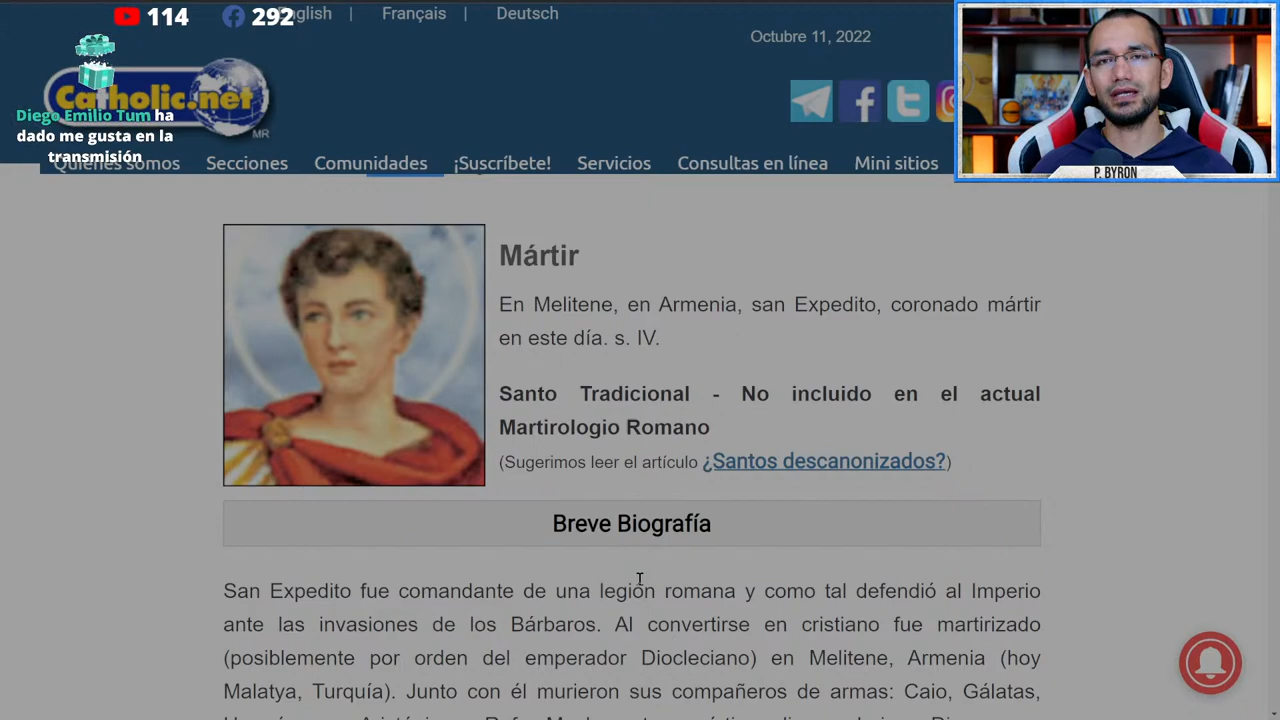 114 292 English | Français | Deutsch
Octubre 11, 2022
Catholic.net
MR
Diego Emilio Tum ha
dado me gusta en la
transmisión
Quiénes somos Secciones Comunidades ¡Suscríbete! Servicios Consultas en línea Mini sitios
P. BYRON
Mártir
En Melitene, en Armenia, san Expedito, coronado mártir
en este día. s. IV.
Santo Tradicional - No incluido en el actual
Martirologio Romano
(Sugerimos leer el artículo ¿Santos descanonizados?)
Breve Biografía
San Expedito fue comandante de una legión romana y como tal defendió al Imperio
ante las invasiones de los Bárbaros. Al convertirse en cristiano fue martirizado
(posiblemente por orden del emperador Diocleciano) en Melitene, Armenia (hoy
Malatya, Turquía). Junto con él murieron sus compañeros de armas: Caio, Gálatas,